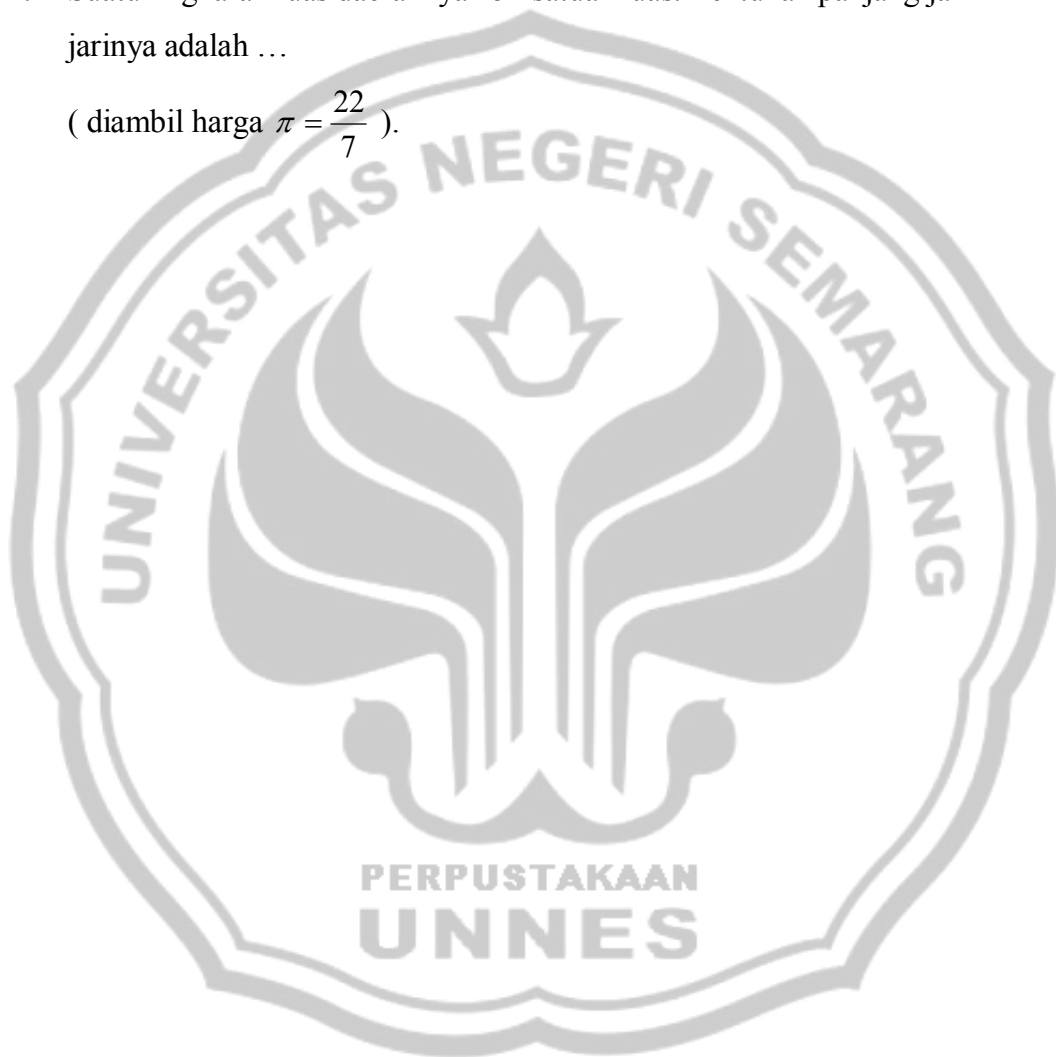 jarinya adalah …
( diambil harga π = 22/7 ).
UNIVERSITAS NEGERI SEMARANG
PERPUSTAKAAN
UNNES